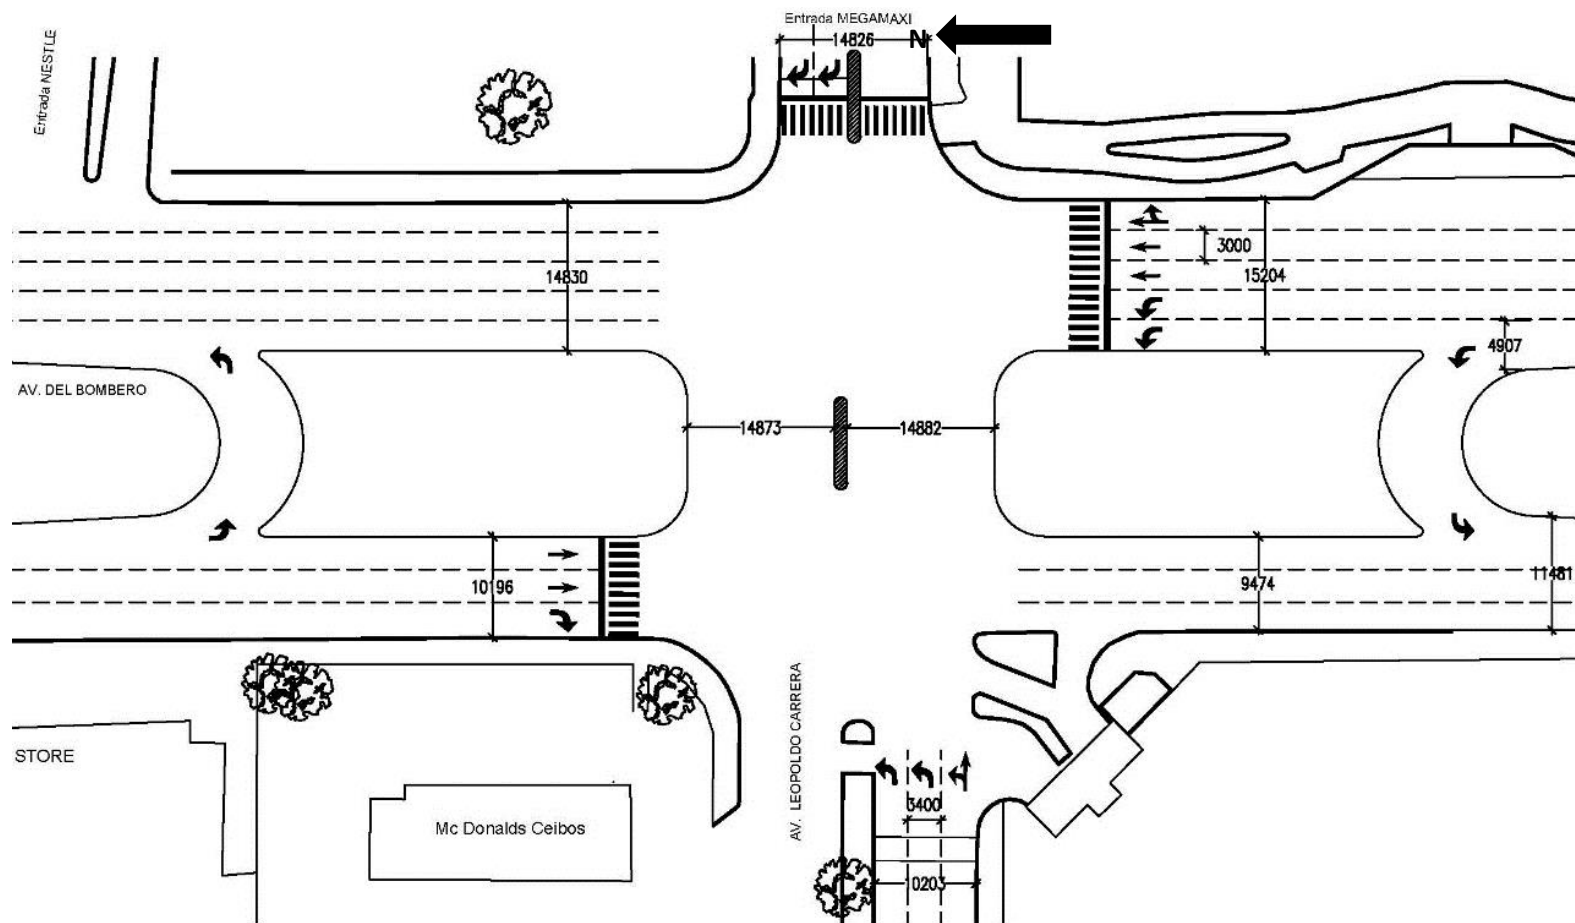 Entrada MEGAMAXI
14826
N
Entrada NESTLE
3000
14830
15204
4907
AV. DEL BOMBERO
14873
14882
10196
9474
11481
AV. LEOPOLDO CARRERA
STORE
3400
Mc Donalds Ceibos
10203